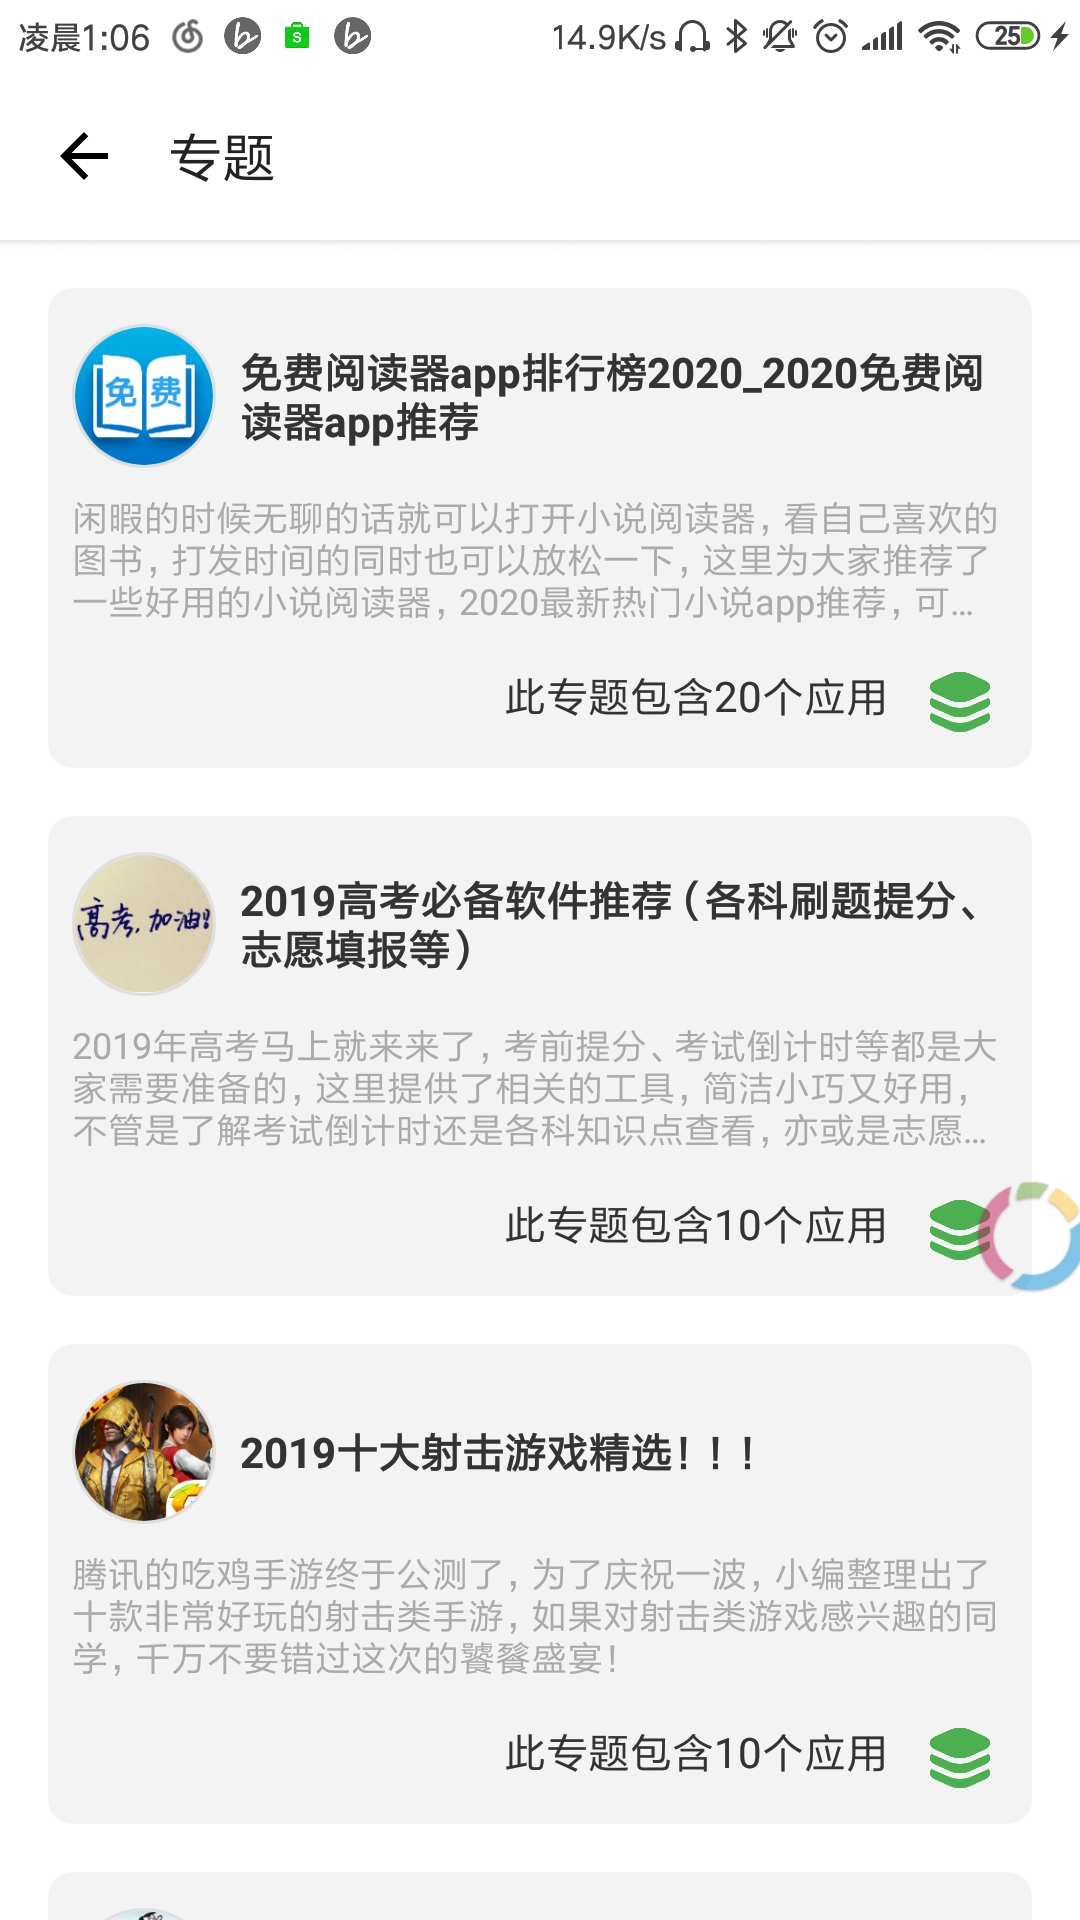 凌晨1:06
14.9K/s
25
专题
免费
免费阅读器app排行榜2020_2020免费阅
读器app推荐
闲暇的时候无聊的话就可以打开小说阅读器，看自己喜欢的
图书，打发时间的同时也可以放松一下，这里为大家推荐了
一些好用的小说阅读器，2020最新热门小说app推荐，可…
此专题包含20个应用
高考,加油!
2019高考必备软件推荐（各科刷题提分、
志愿填报等）
2019年高考马上就来来了，考前提分、考试倒计时等都是大
家需要准备的，这里提供了相关的工具，简洁小巧又好用，
不管是了解考试倒计时还是各科知识点查看，亦或是志愿…
此专题包含10个应用
2019十大射击游戏精选！！！
腾讯的吃鸡手游终于公测了，为了庆祝一波，小编整理出了
十款非常好玩的射击类手游，如果对射击类游戏感兴趣的同
学，千万不要错过这次的饕餮盛宴！
此专题包含10个应用